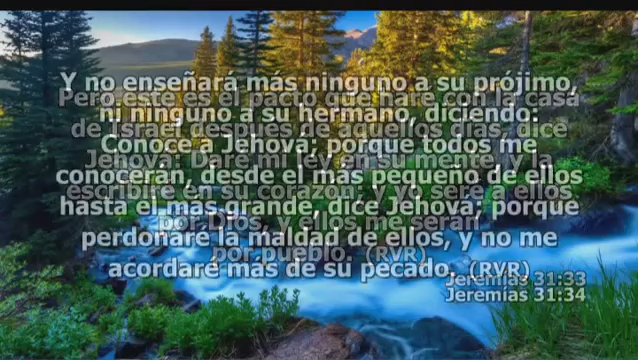 Y no enseñará más ninguno a su prójimo,
Pero este es el pacto que haré con la casa
ni ninguno a su hermano, diciendo:
de Israel después de aquellos días, dice
Conoce a Jehová; porque todos me
Jehová: Daré mi ley en su mente, y la
conocerán, desde el más pequeño de ellos
escribiré en su corazón; y yo seré a ellos
hasta el más grande, dice Jehová; porque
por Dios, y ellos me serán
perdonaré la maldad de ellos, y no me
por pueblo. (RVR)
acordaré más de su pecado. (RVR)
Jeremías 31:33
Jeremías 31:34